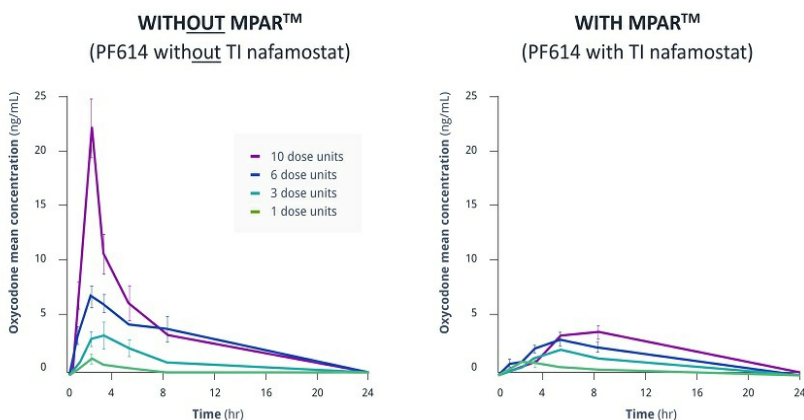 WITHOUT MPAR™
(PF614 without TI nafamostat)
Oxycodone mean concentration (ng/mL)
25
20
15
10
5
0
0
4
8
12
16
20
24
Time (hr)
10 dose units
6 dose units
3 dose units
1 dose units
WITH MPAR™
(PF614 with TI nafamostat)
Oxycodone mean concentration (ng/mL)
25
20
15
10
5
0
0
4
8
12
16
20
24
Time (hr)